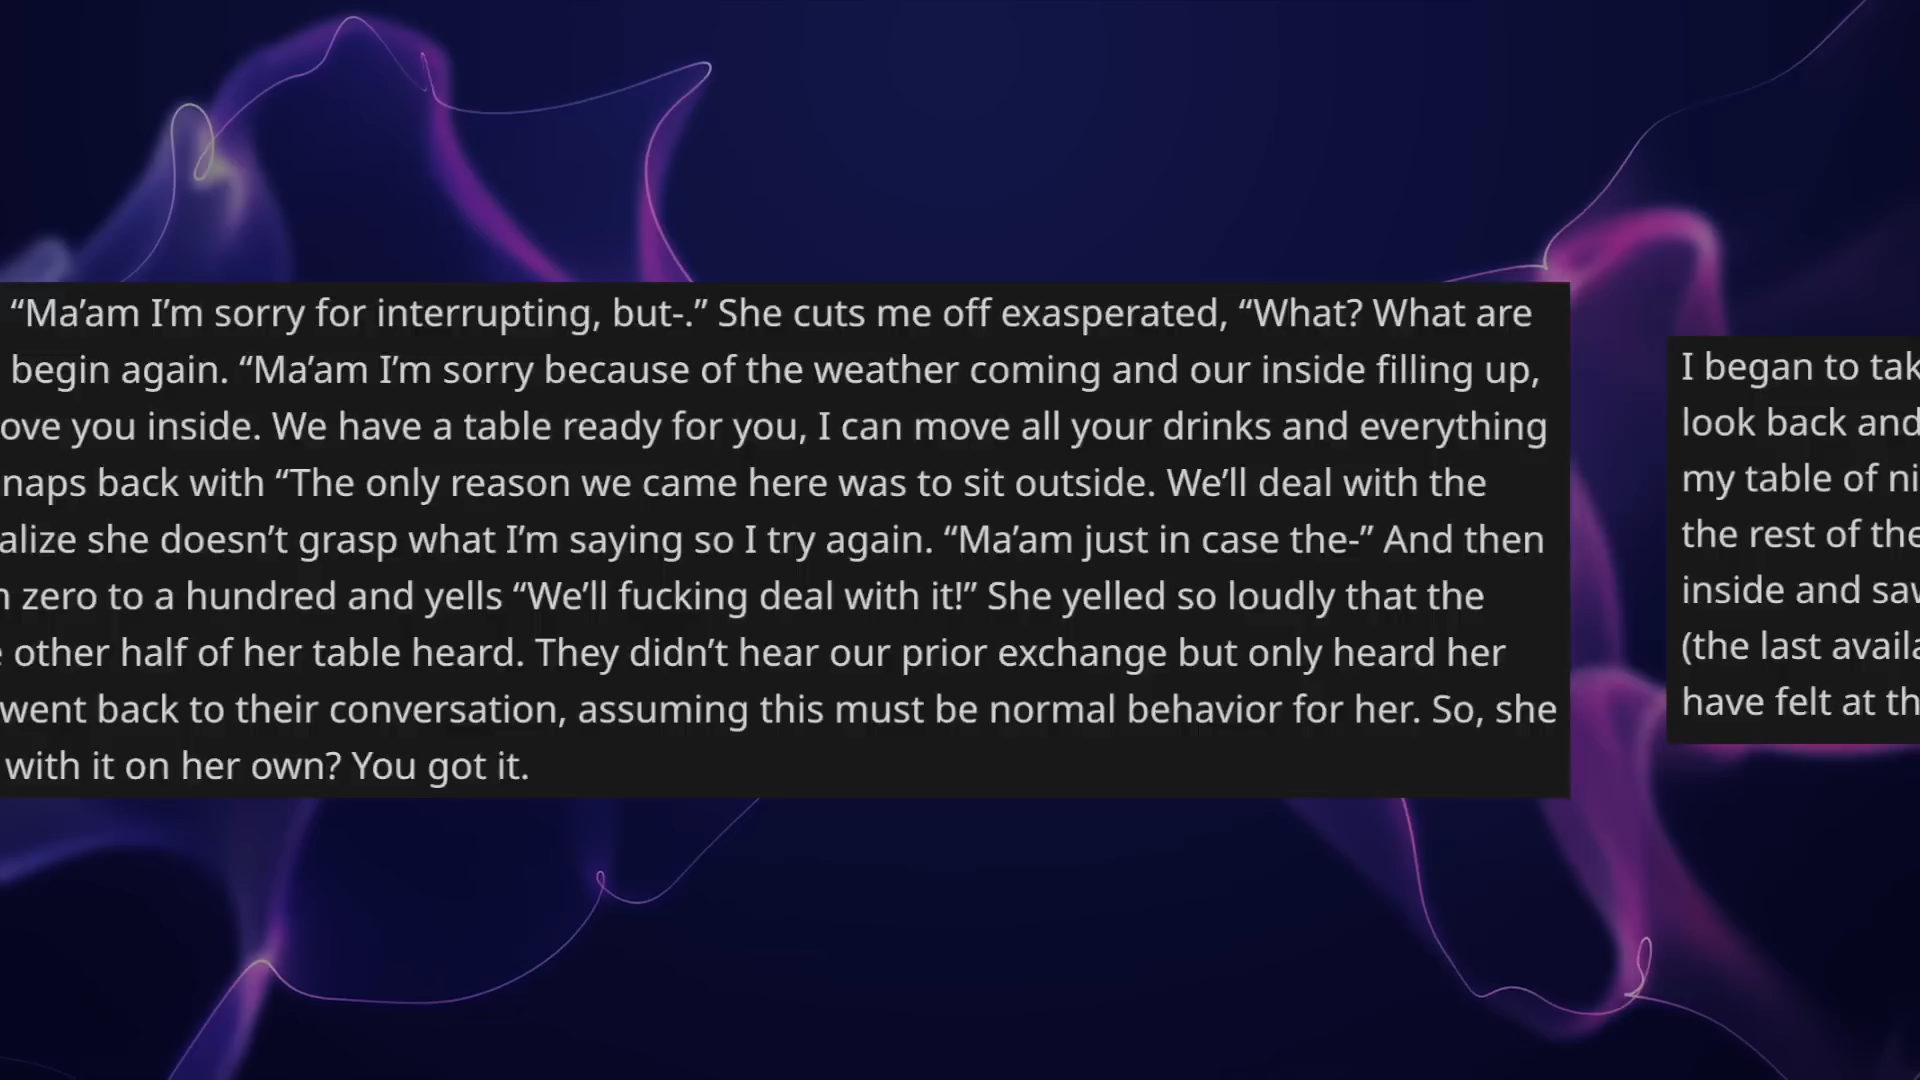 “Ma’am I’m sorry for interrupting, but-.” She cuts me off exasperated, “What? What are
begin again. “Ma’am I’m sorry because of the weather coming and our inside filling up,
ove you inside. We have a table ready for you, I can move all your drinks and everything
naps back with “The only reason we came here was to sit outside. We’ll deal with the
alize she doesn’t grasp what I’m saying so I try again. “Ma’am just in case the-” And then
zero to a hundred and yells “We’ll fucking deal with it!” She yelled so loudly that the
other half of her table heard. They didn’t hear our prior exchange but only heard her
went back to their conversation, assuming this must be normal behavior for her. So, she
with it on her own? You got it.
I began to tak
look back and
my table of ni
the rest of the
inside and saw
(the last availa
have felt at th